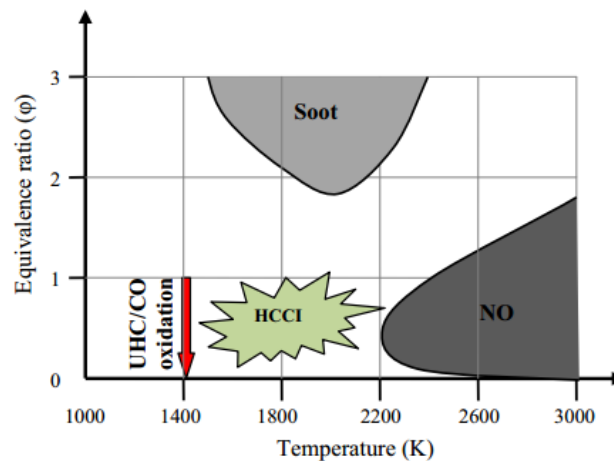 Equivalence ratio (φ)
3
2
1
0
Soot
UHC/CO
oxidation
HCCI
NO
1000 1400 1800 2200 2600 3000
Temperature (K)